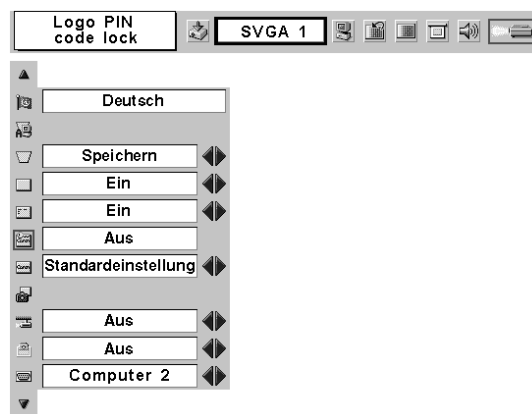 Logo PIN
code lock
SVGA 1
Deutsch
Speichern
Ein
Ein
Aus
Standardeinstellung
Aus
Aus
Computer 2